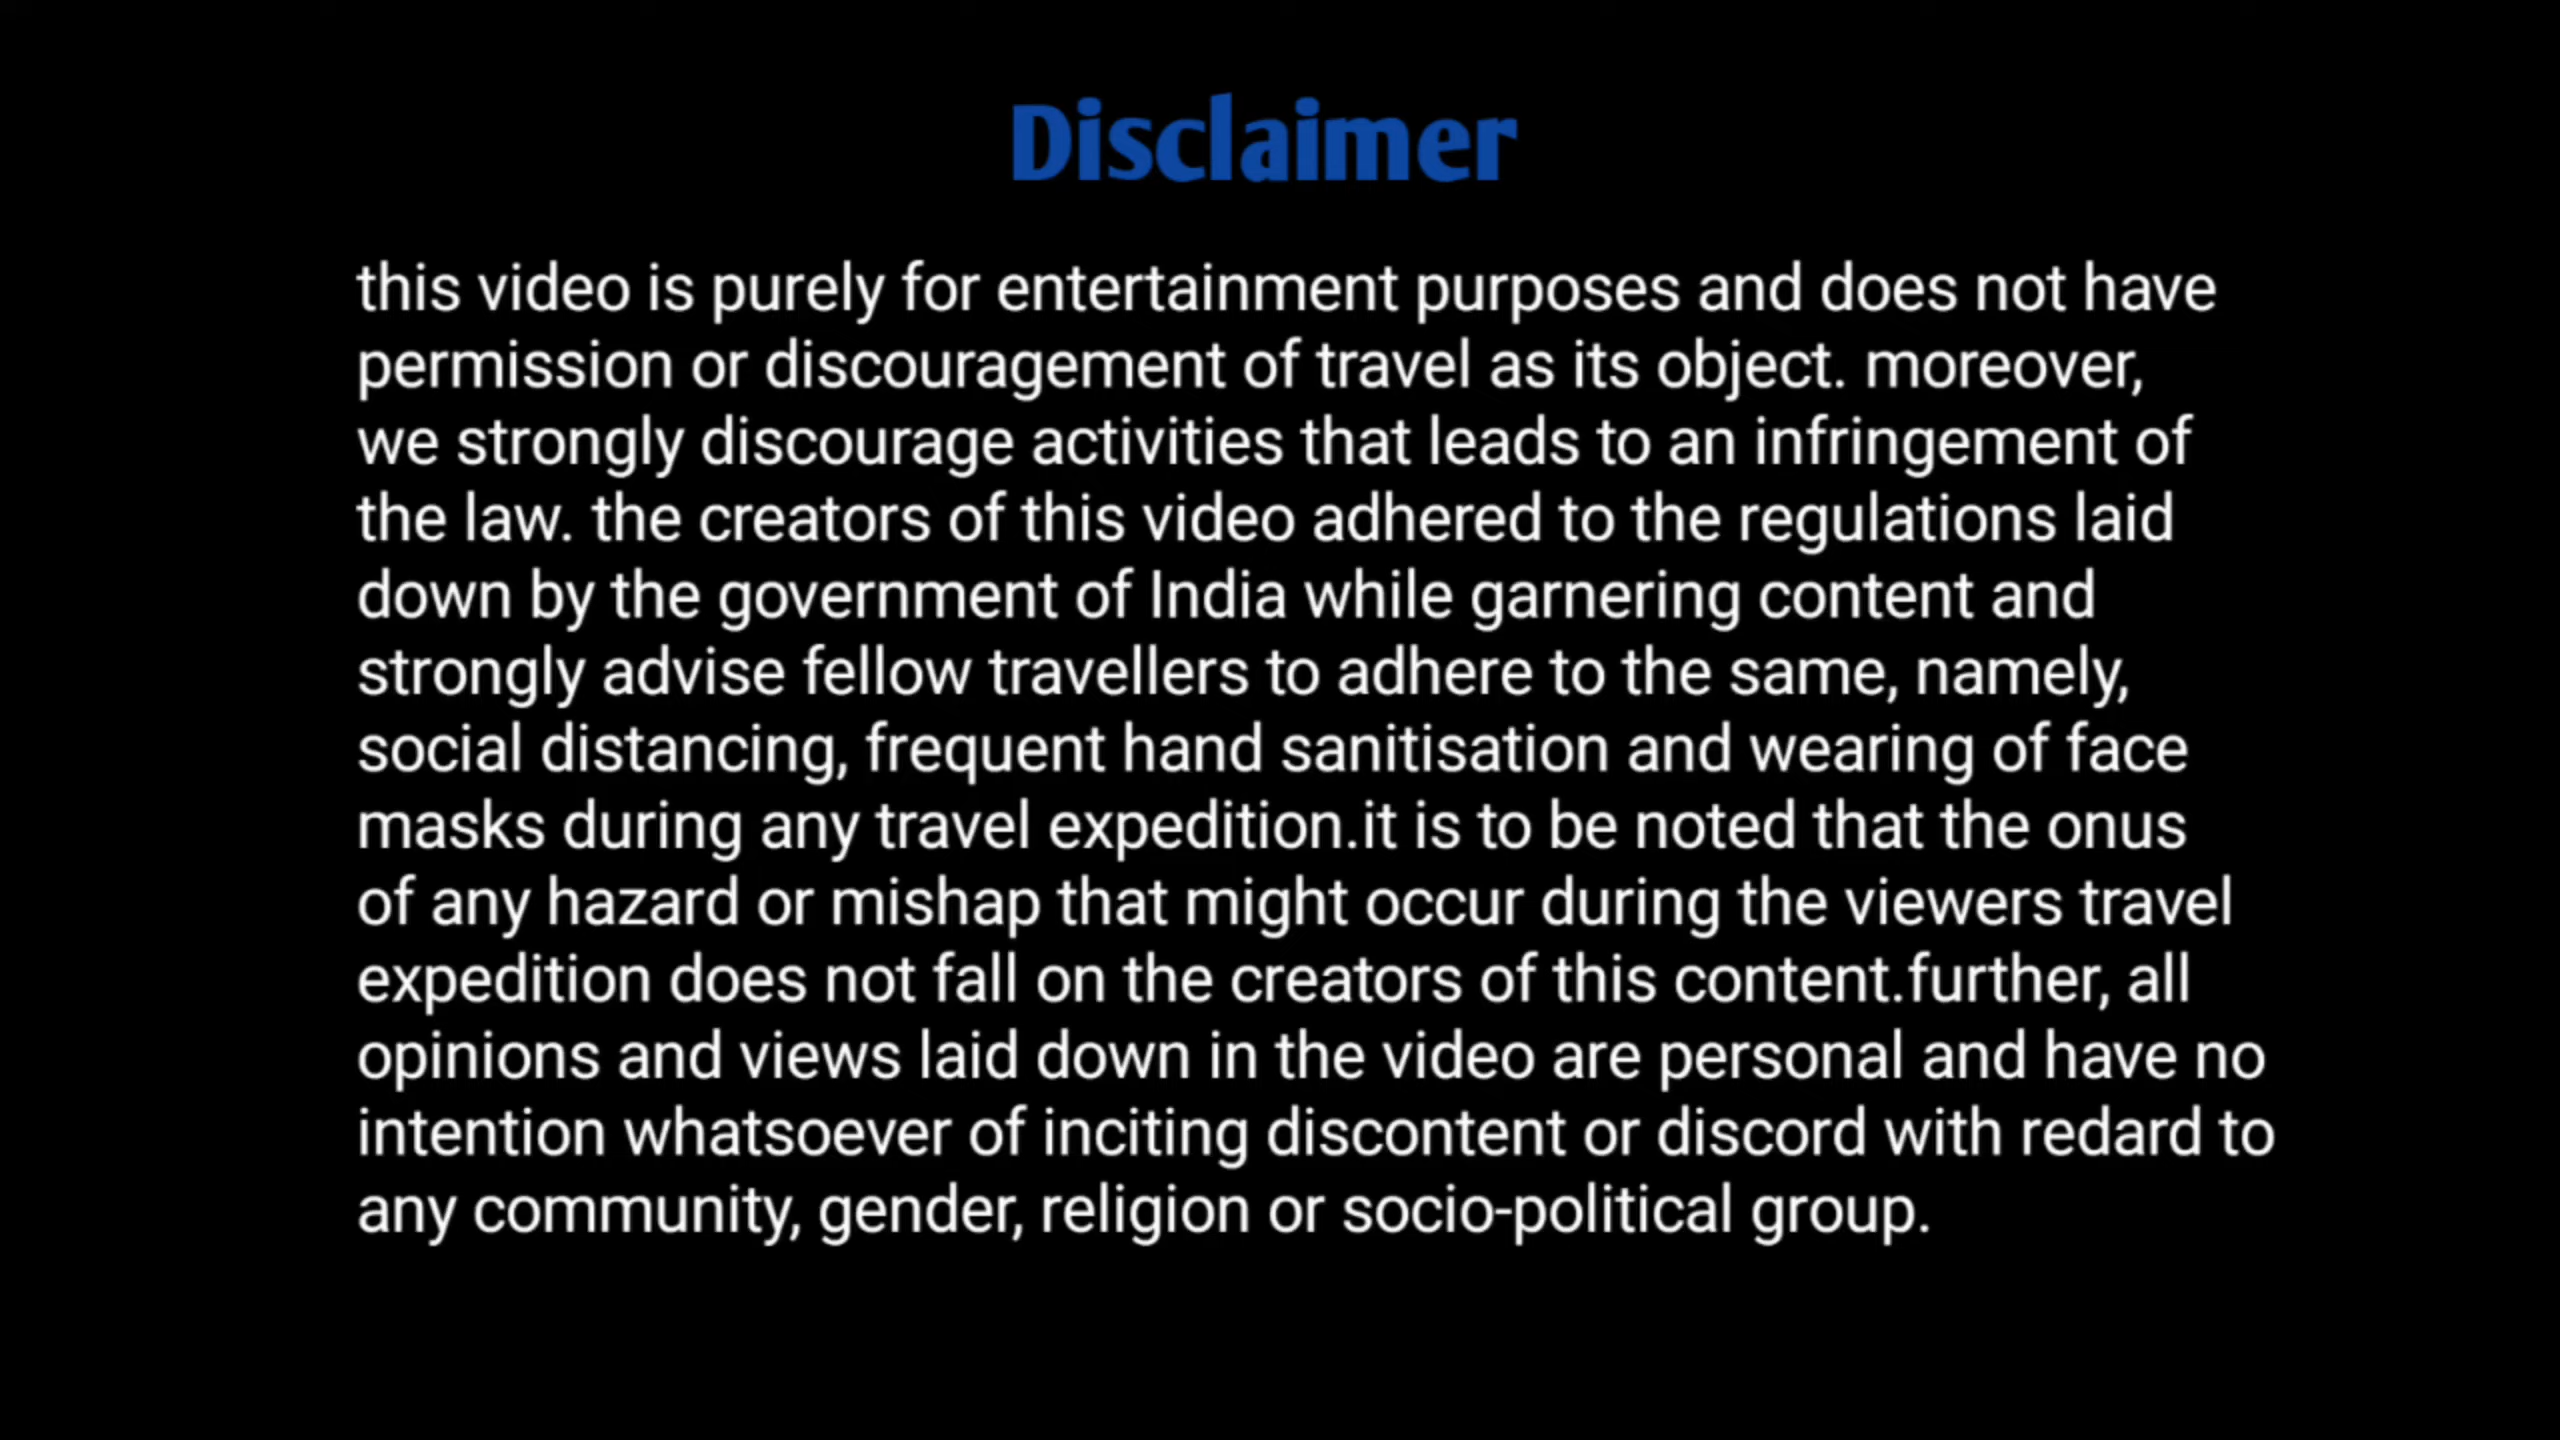 Disclaimer
this video is purely for entertainment purposes and does not have
permission or discouragement of travel as its object. moreover,
we strongly discourage activities that leads to an infringement of
the law. the creators of this video adhered to the regulations laid
down by the government of India while garnering content and
strongly advise fellow travellers to adhere to the same, namely,
social distancing, frequent hand sanitisation and wearing of face
masks during any travel expedition.it is to be noted that the onus
of any hazard or mishap that might occur during the viewers travel
expedition does not fall on the creators of this content.further, all
opinions and views laid down in the video are personal and have no
intention whatsoever of inciting discontent or discord with redard to
any community, gender, religion or socio-political group.